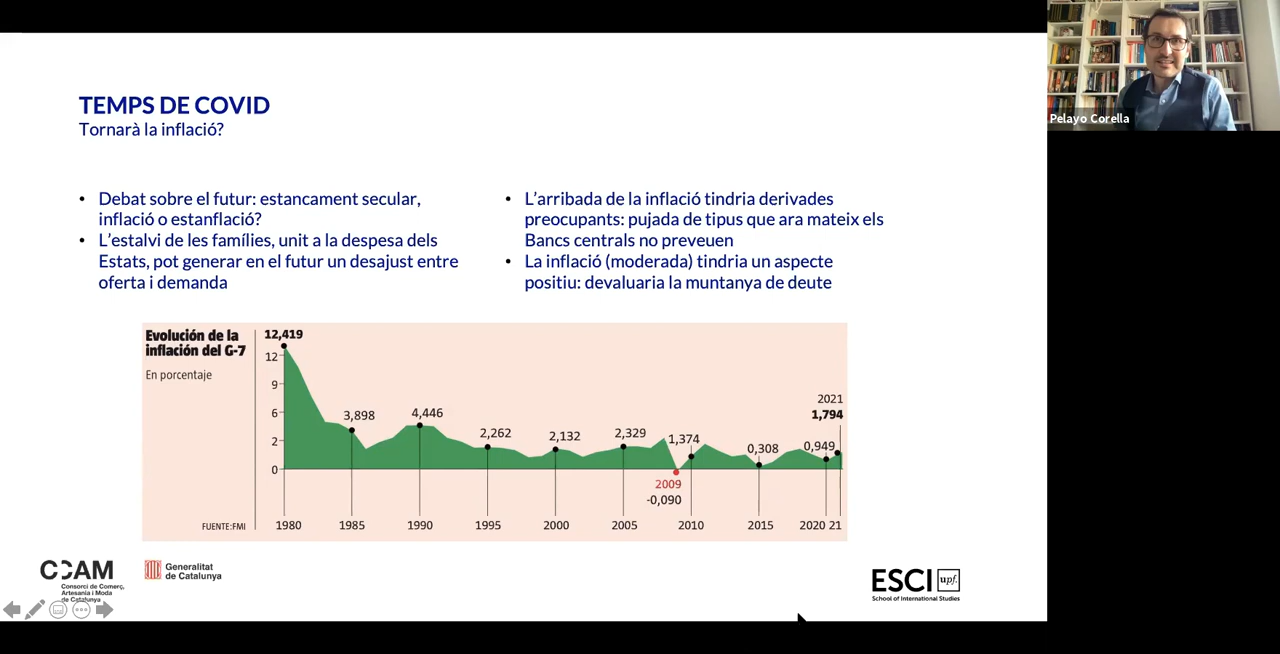 TEMPS DE COVID
Tornarà la inflació?
• Debat sobre el futur: estancament secular,
inflació o estanflació?
• L'estalvi de les famílies, unit a la despesa dels
Estats, pot generar en el futur un desajust entre
oferta i demanda
• L'arribada de la inflació tindria derivades
preocupants: pujada de tipus que ara mateix els
Bancs centrals no preveuen
• La inflació (moderada) tindria un aspecte
positiu: devaluaria la muntanya de deute
Evolución de la
inflación del G-7
En porcentaje
FUENTE:FMI
12,419
12
9
6
2
0
3,898
4,446
2,262
2,132
2,329
1,374
0,308
0,949
2021
1,794
2009
-0,090
1980
1985
1990
1995
2000
2005
2010
2015
2020 21
CCAM
Consorci de Comerç,
Artesania i Moda
de Catalunya
Generalitat
de Catalunya
ESCI upf.
School of International Studies
Pelayo Corella